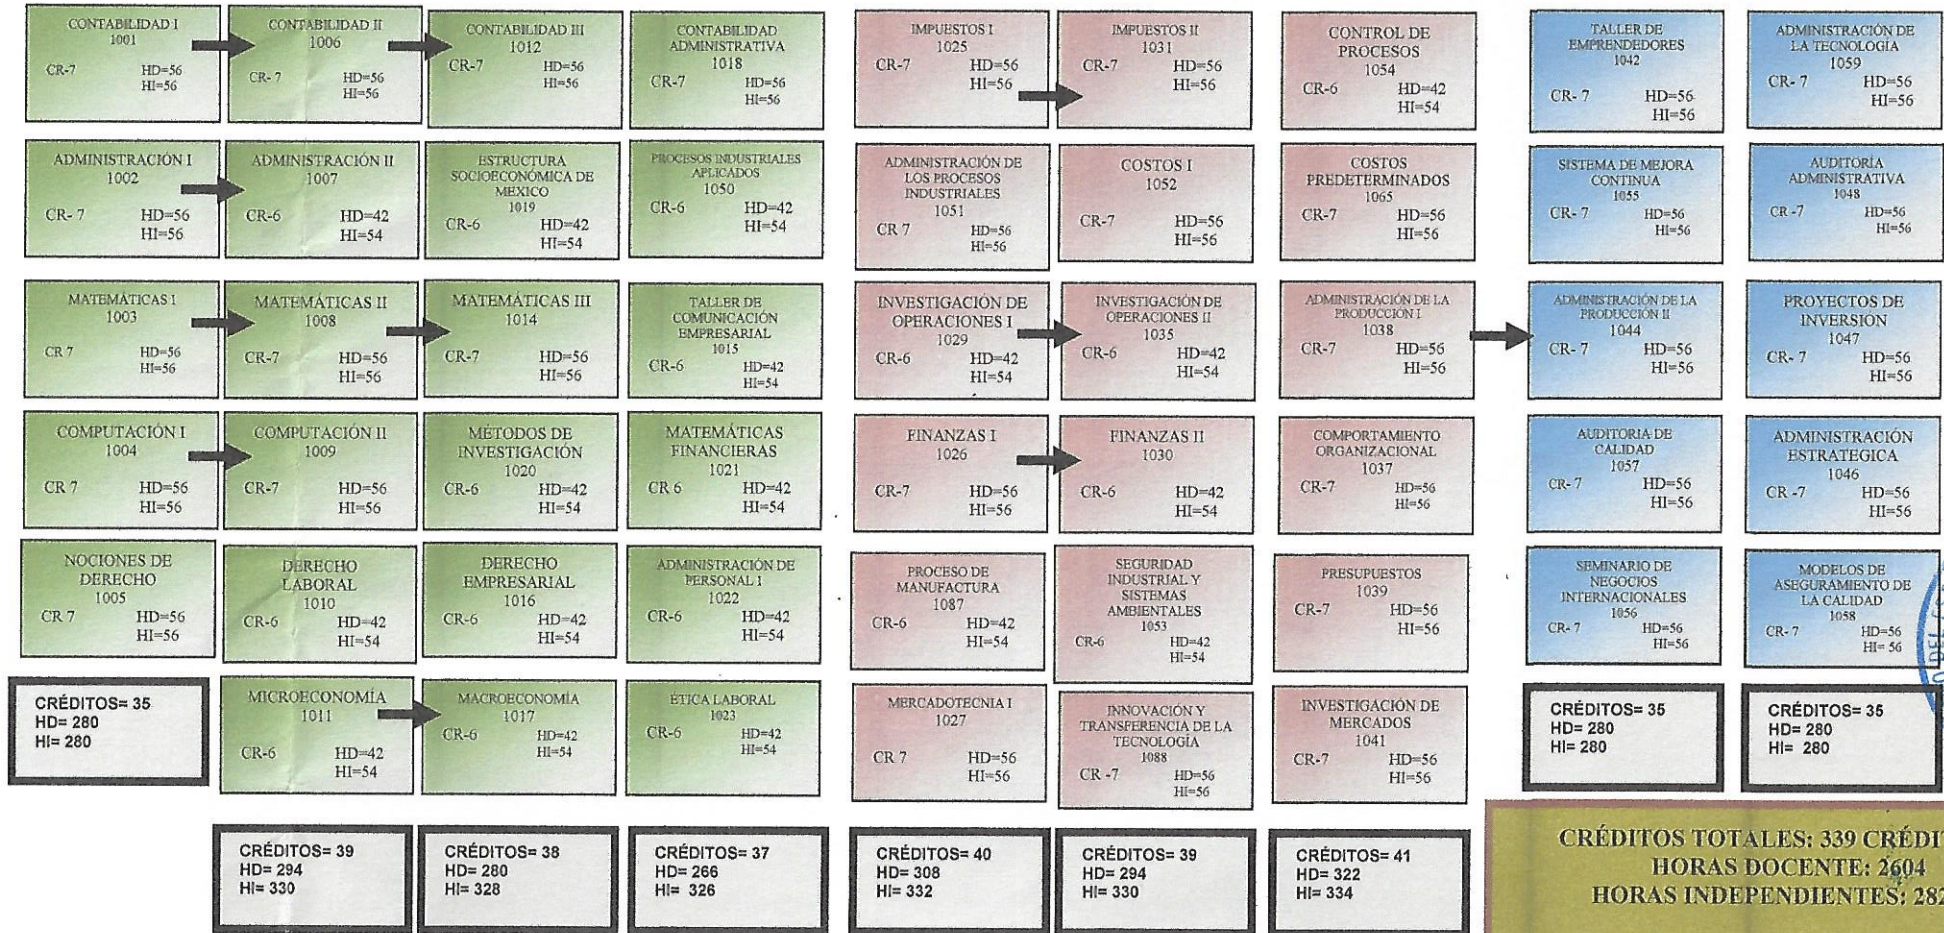 CONTABILIDAD I
1001
CR-7 HD=56
HI=56
CONTABILIDAD II
1006
CR- 7 HD=56
HI=56
CONTABILIDAD III
1012
CR-7 HD=56
HI=56
CONTABILIDAD
ADMINISTRATIVA
1018
CR-7 HD=56
HI=56
IMPUESTOS I
1025
CR-7 HD=56
HI=56
IMPUESTOS II
1031
CR-7 HD=56
HI=56
CONTROL DE
PROCESOS
1054
CR-6 HD=42
HI=54
TALLER DE
EMPRENDEDORES
1042
CR- 7 HD=56
HI=56
ADMINISTRACIÓN DE
LA TECNOLOGÍA
1059
CR- 7 HD=56
HI=56
ADMINISTRACIÓN I
1002
CR- 7 HD=56
HI=56
ADMINISTRACIÓN II
1007
CR-6 HD=42
HI=54
ESTRUCTURA
SOCIOECONÓMICA DE
MEXICO
1019
CR-6 HD=42
HI=54
PROCESOS INDUSTRIALES
APLICADOS
1050
CR-6 HD=42
HI=54
ADMINISTRACIÓN DE
LOS PROCESOS
INDUSTRIALES
1051
CR 7 HD=56
HI=56
COSTOS I
1052
CR-7 HD=56
HI=56
COSTOS
PREDETERMINADOS
1065
CR-7 HD=56
HI=56
SISTEMA DE MEJORA
CONTINUA
1055
CR- 7 HD=56
HI=56
AUDITORÍA
ADMINISTRATIVA
1048
CR -7 HD=56
HI=56
MATEMÁTICAS I
1003
CR 7 HD=56
HI=56
MATEMÁTICAS II
1008
CR-7 HD=56
HI=56
MATEMÁTICAS III
1014
CR-7 HD=56
HI=56
TALLER DE
COMUNICACIÓN
EMPRESARIAL
1015
CR-6 HD=42
HI=54
INVESTIGACIÓN DE
OPERACIONES I
1029
CR-6 HD=42
HI=54
INVESTIGACIÓN DE
OPERACIONES II
1035
CR-6 HD=42
HI=54
ADMINISTRACIÓN DE LA
PRODUCCIÓN I
1038
CR-7 HD=56
HI=56
ADMINISTRACIÓN DE LA
PRODUCCIÓN II
1044
CR- 7 HD=56
HI=56
PROYECTOS DE
INVERSIÓN
1047
CR- 7 HD=56
HI=56
COMPUTACIÓN I
1004
CR 7 HD=56
HI=56
COMPUTACIÓN II
1009
CR-7 HD=56
HI=56
MÉTODOS DE
INVESTIGACIÓN
1020
CR-6 HD=42
HI=54
MATEMÁTICAS
FINANCIERAS
1021
CR 6 HD=42
HI=54
FINANZAS I
1026
CR-7 HD=56
HI=56
FINANZAS II
1030
CR-6 HD=42
HI=54
COMPORTAMIENTO
ORGANIZACIONAL
1037
CR-7 HD=56
HI=56
AUDITORIA DE
CALIDAD
1057
CR- 7 HD=56
HI=56
ADMINISTRACIÓN
ESTRATEGICA
1046
CR -7 HD=56
HI=56
NOCIONES DE
DERECHO
1005
CR 7 HD=56
HI=56
DERECHO
LABORAL
1010
CR-6 HD=42
HI=54
DERECHO
EMPRESARIAL
1016
CR-6 HD=42
HI=54
ADMINISTRACIÓN DE
PERSONAL I
1022
CR-6 HD=42
HI=54
PROCESO DE
MANUFACTURA
1087
CR-6 HD=42
HI=54
SEGURIDAD
INDUSTRIAL Y
SISTEMAS
AMBIENTALES
1053
CR-6 HD=42
HI=54
PRESUPUESTOS
1039
CR-7 HD=56
HI=56
SEMINARIO DE
NEGOCIOS
INTERNACIONALES
1056
CR- 7 HD=56
HI=56
MODELOS DE
ASEGURAMIENTO DE
LA CALIDAD
1058
CR- 7 HD=56
HI= 56
CRÉDITOS= 35
HD= 280
HI= 280
MICROECONOMÍA
1011
CR-6 HD=42
HI=54
MACROECONOMÍA
1017
CR-6 HD=42
HI=54
ÉTICA LABORAL
1023
CR-6 HD=42
HI=54
MERCADOTECNIA I
1027
CR 7 HD=56
HI=56
INNOVACIÓN Y
TRANSFERENCIA DE LA
TECNOLOGÍA
1088
CR -7 HD=56
HI=56
INVESTIGACIÓN DE
MERCADOS
1041
CR-7 HD=56
HI=56
CRÉDITOS= 35
HD= 280
HI= 280
CRÉDITOS= 35
HD= 280
HI= 280
CRÉDITOS= 39
HD= 294
HI= 330
CRÉDITOS= 38
HD= 280
HI= 328
CRÉDITOS= 37
HD= 266
HI= 326
CRÉDITOS= 40
HD= 308
HI= 332
CRÉDITOS= 39
HD= 294
HI= 330
CRÉDITOS= 41
HD= 322
HI= 334
CRÉDITOS TOTALES: 339 CRÉDI
HORAS DOCENTE: 2604
HORAS INDEPENDIENTES: 282